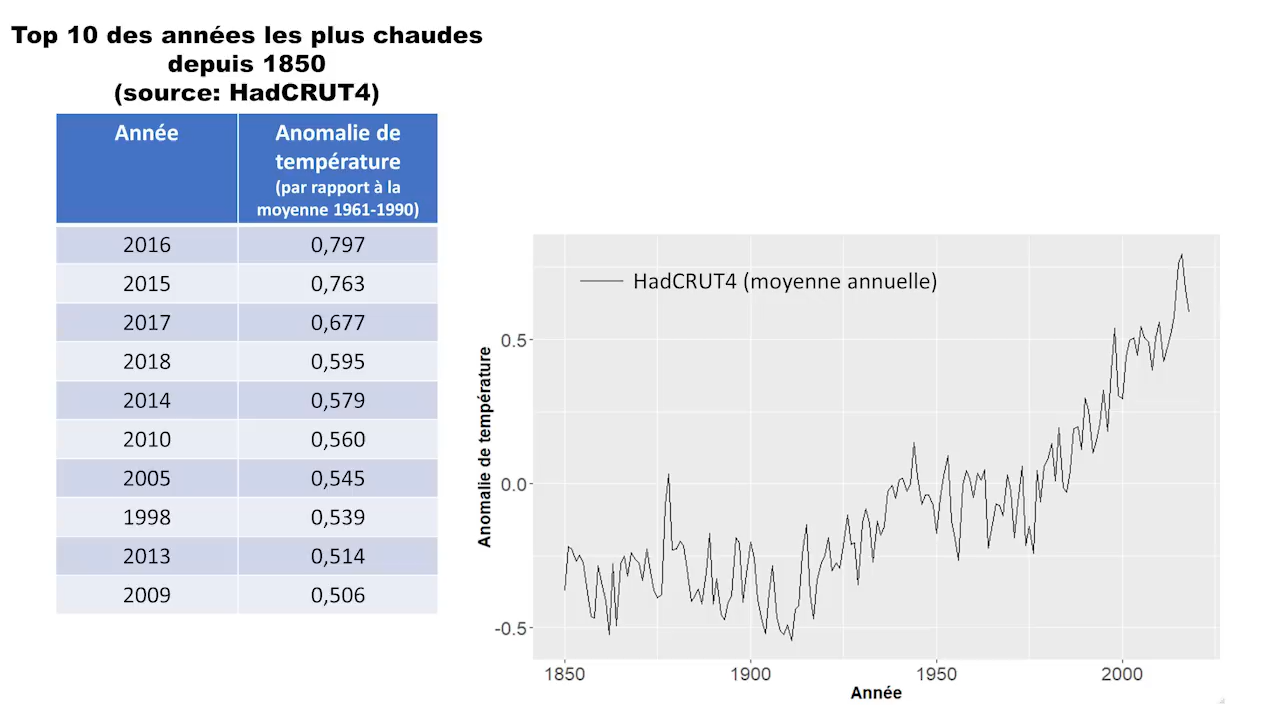 Top 10 des années les plus chaudes
depuis 1850
(source: HadCRUT4)
Année
Anomalie de
température
(par rapport à la
moyenne 1961-1990)
2016 0,797
2015 0,763
2017 0,677
2018 0,595
2014 0,579
2010 0,560
2005 0,545
1998 0,539
2013 0,514
2009 0,506
HadCRUT4 (moyenne annuelle)
Anomalie de température
0.5
0.0
-0.5
1850 1900 1950 2000
Année